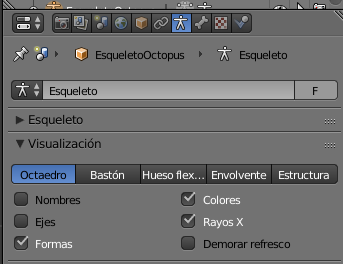 EsqueletoOctopus Esqueleto
Esqueleto F
Esqueleto
Visualización
Octaedro Bastón Hueso flex... Envolvente Estructura
Nombres Colores
Ejes Rayos X
Formas Demorar refresco